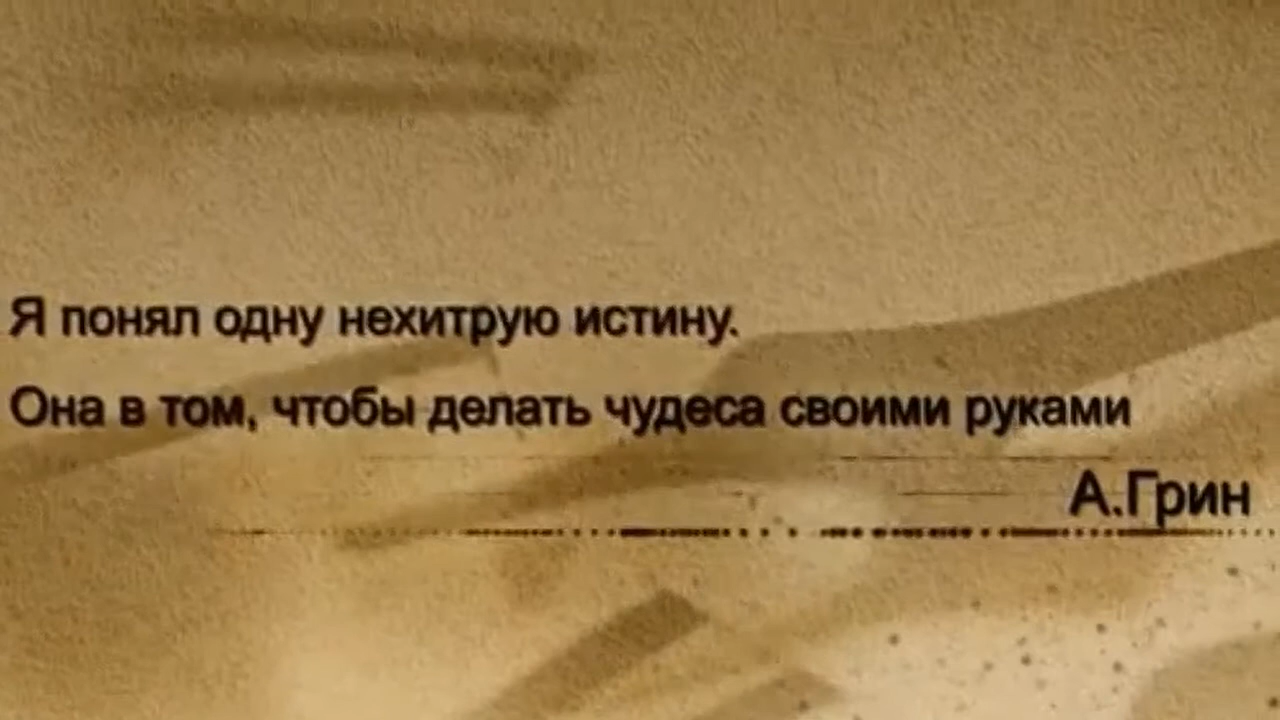 Я понял одну нехитрую истину.
Она в том, чтобы делать чудеса своими руками
А.Грин